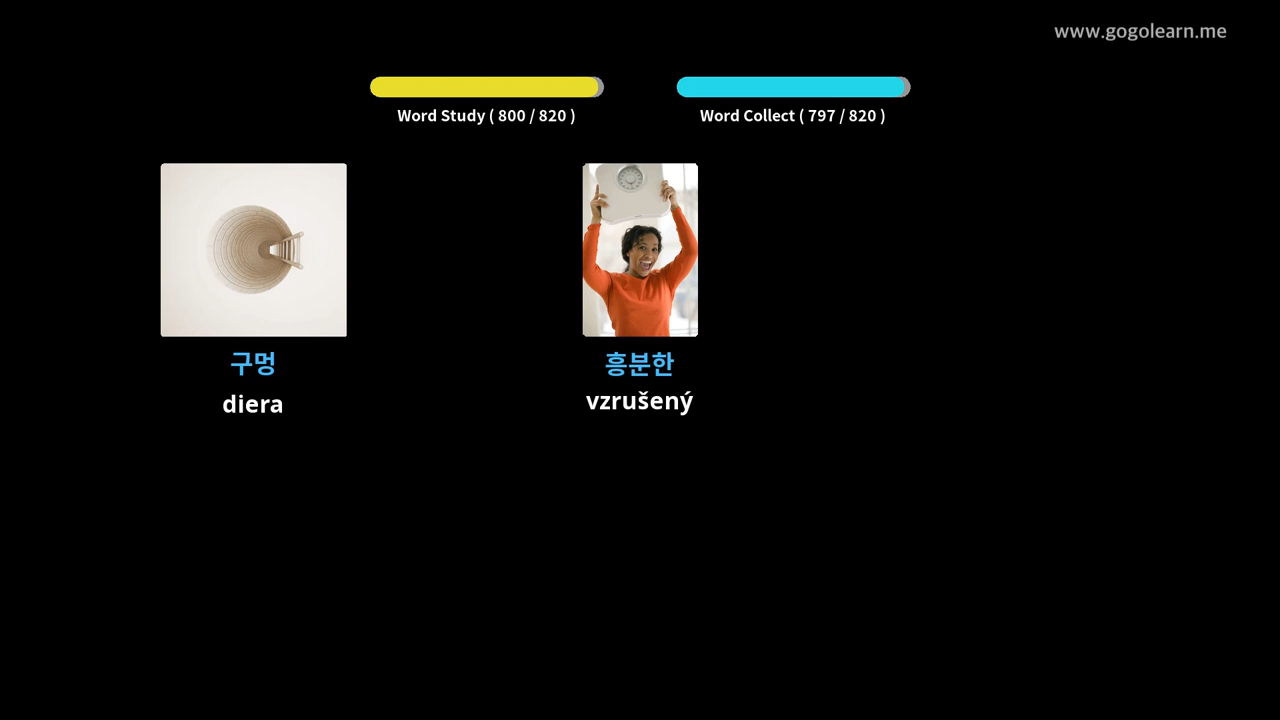 www.gogolearn.me
Word Study ( 800 / 820 )
Word Collect ( 797 / 820 )
구멍
diera
흥분한
vzrušený